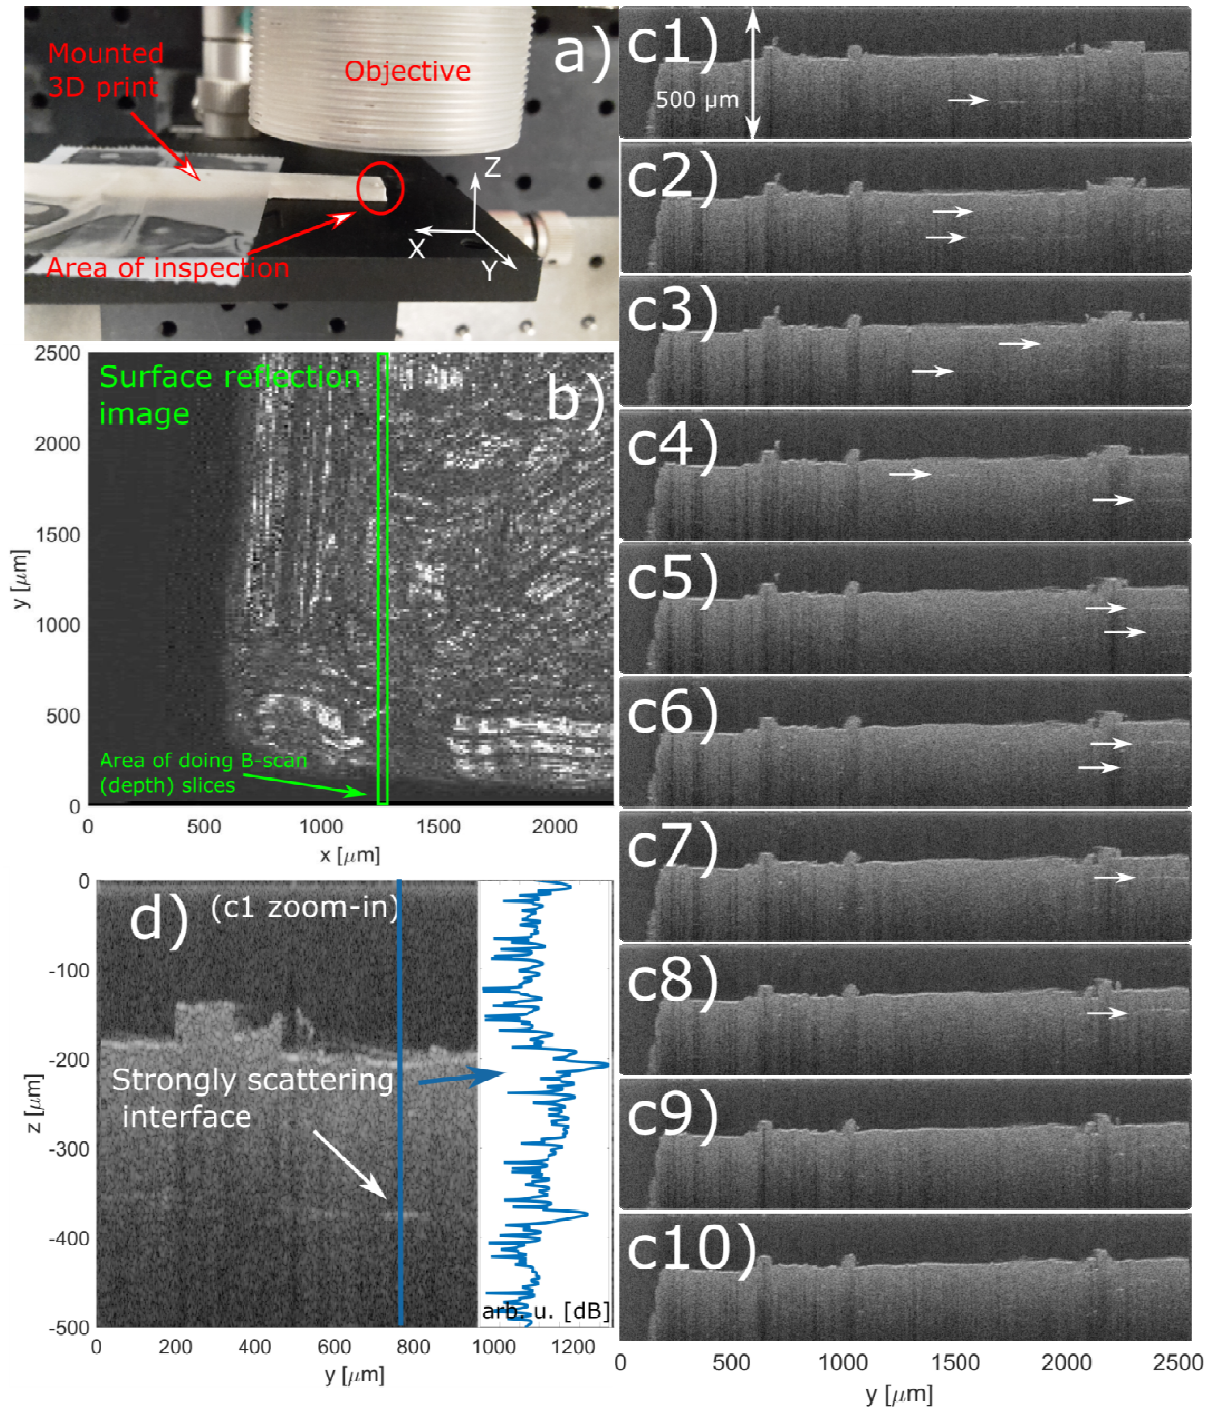 Mounted
3D print
Objective
a)
Z
X
Y
Area of inspection
2500
2000
1500
1000
500
0
y [μm]
Surface reflection
image
b)
Area of doing B-scan
(depth) slices
0
500
1000
1500
2000
x [μm]
0
-100
-200
-300
-400
-500
z [μm]
d)
(c1 zoom-in)
Strongly scattering
interface
arb. u. [dB]
0
200
400
600
800
1000
1200
y [μm]
c1)
500 μm
c2)
c3)
c4)
c5)
c6)
c7)
c8)
c9)
c10)
0
500
1000
1500
2000
2500
y [μm]